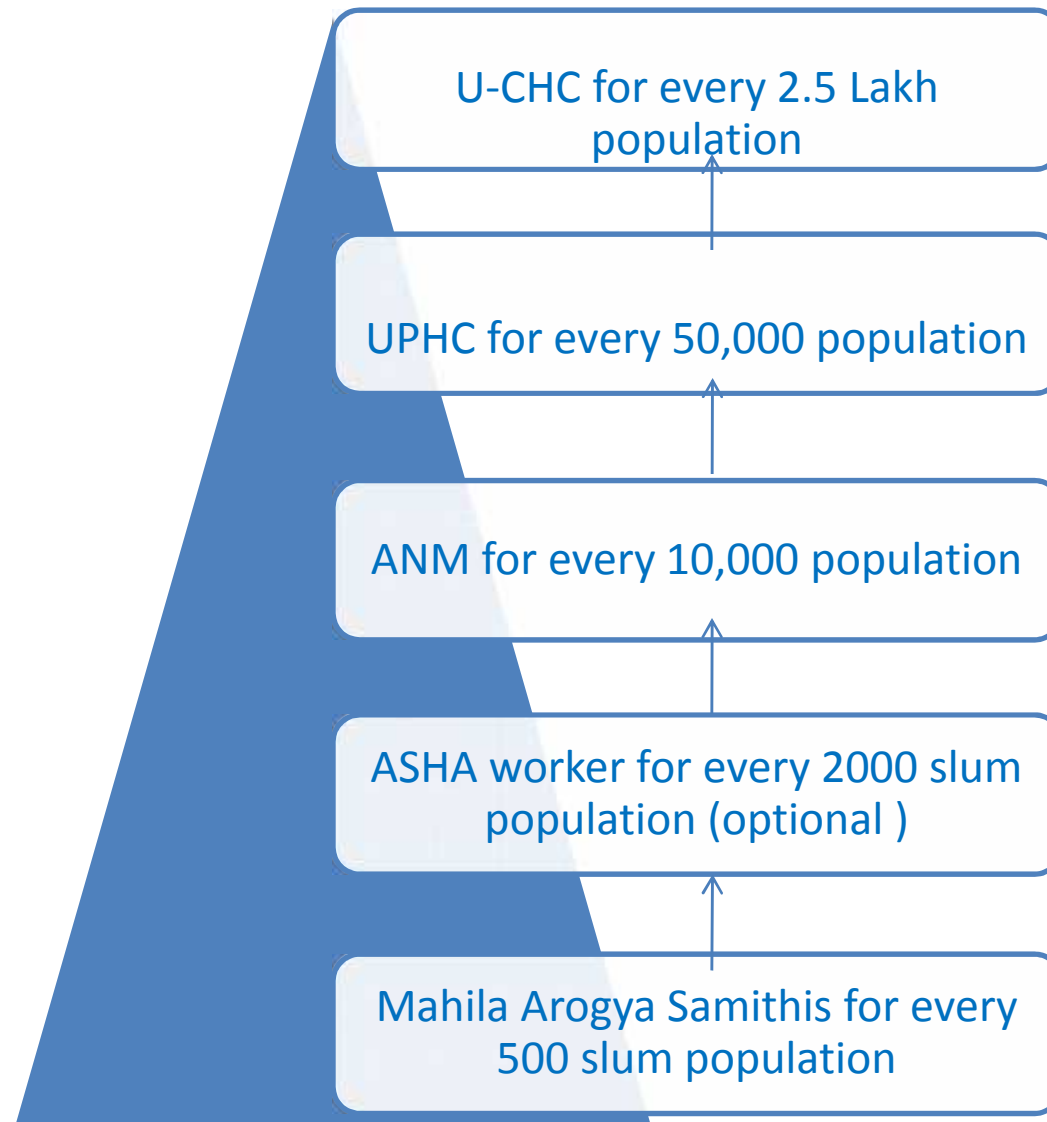 U-CHC for every 2.5 Lakh
population
UPHC for every 50,000 population
ANM for every 10,000 population
ASHA worker for every 2000 slum
population (optional )
Mahila Arogya Samithis for every
500 slum population